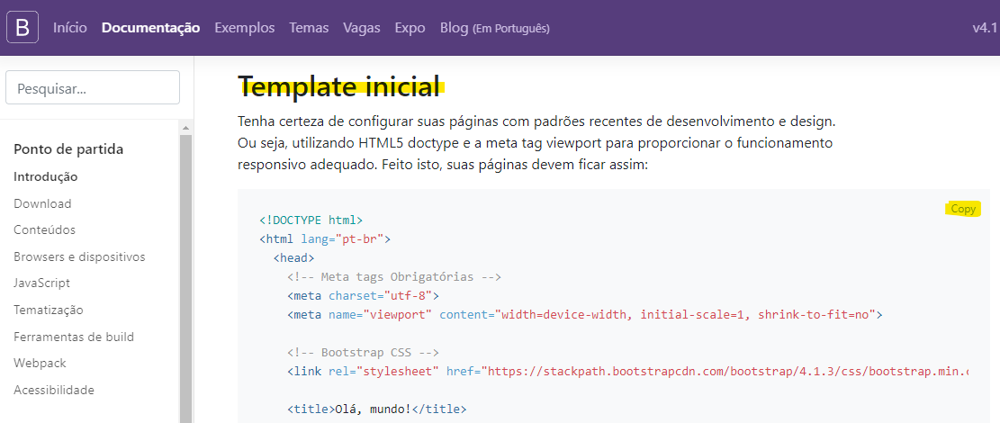 B Início Documentação Exemplos Temas Vagas Expo Blog (Em Português) v4.1
Pesquisar...
Ponto de partida
Introdução
Download
Conteúdos
Browsers e dispositivos
JavaScript
Tematização
Ferramentas de build
Webpack
Acessibilidade
Template inicial
Tenha certeza de configurar suas páginas com padrões recentes de desenvolvimento e design.
Ou seja, utilizando HTML5 doctype e a meta tag viewport para proporcionar o funcionamento
responsivo adequado. Feito isto, suas páginas devem ficar assim:
Copy
<!DOCTYPE html>
<html lang="pt-br">
<head>
<!-- Meta tags Obrigatórias -->
<meta charset="utf-8">
<meta name="viewport" content="width=device-width, initial-scale=1, shrink-to-fit=no">
<!-- Bootstrap CSS -->
<link rel="stylesheet" href="https://stackpath.bootstrapcdn.com/bootstrap/4.1.3/css/bootstrap.min.c
<title>Olá, mundo!</title>